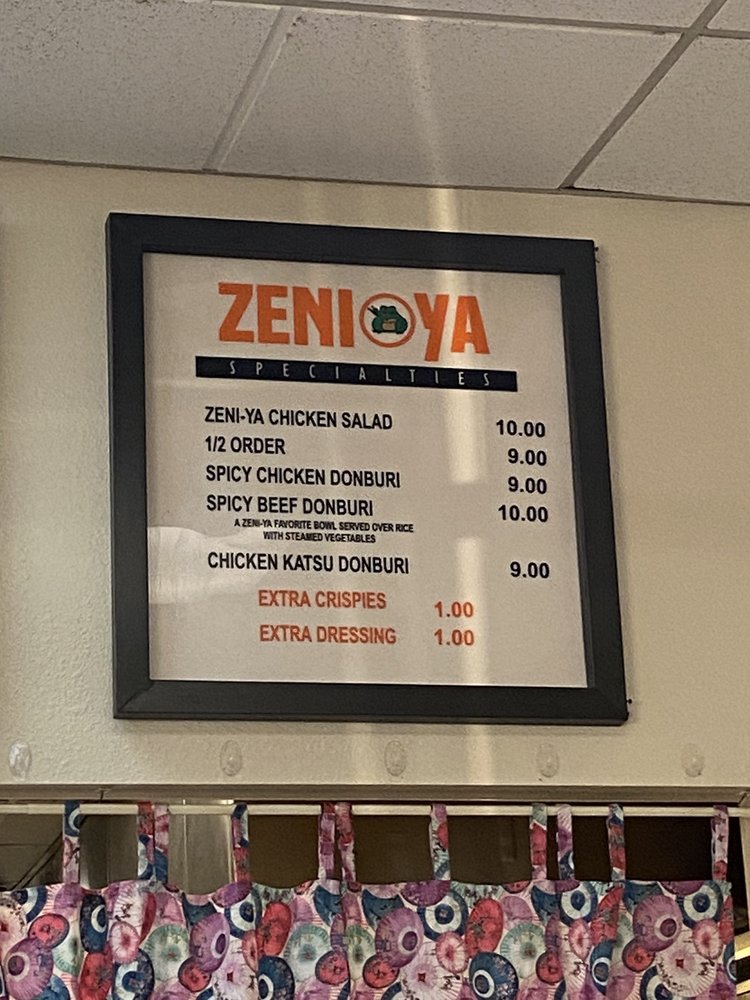 ZENI-YA
SPECIALTIES
ZENI-YA CHICKEN SALAD 10.00
1/2 ORDER 9.00
SPICY CHICKEN DONBURI 9.00
SPICY BEEF DONBURI 10.00
A ZENI-YA FAVORITE BOWL SERVED OVER RICE
WITH STEAMED VEGETABLES
CHICKEN KATSU DONBURI 9.00
EXTRA CRISPIES 1.00
EXTRA DRESSING 1.00